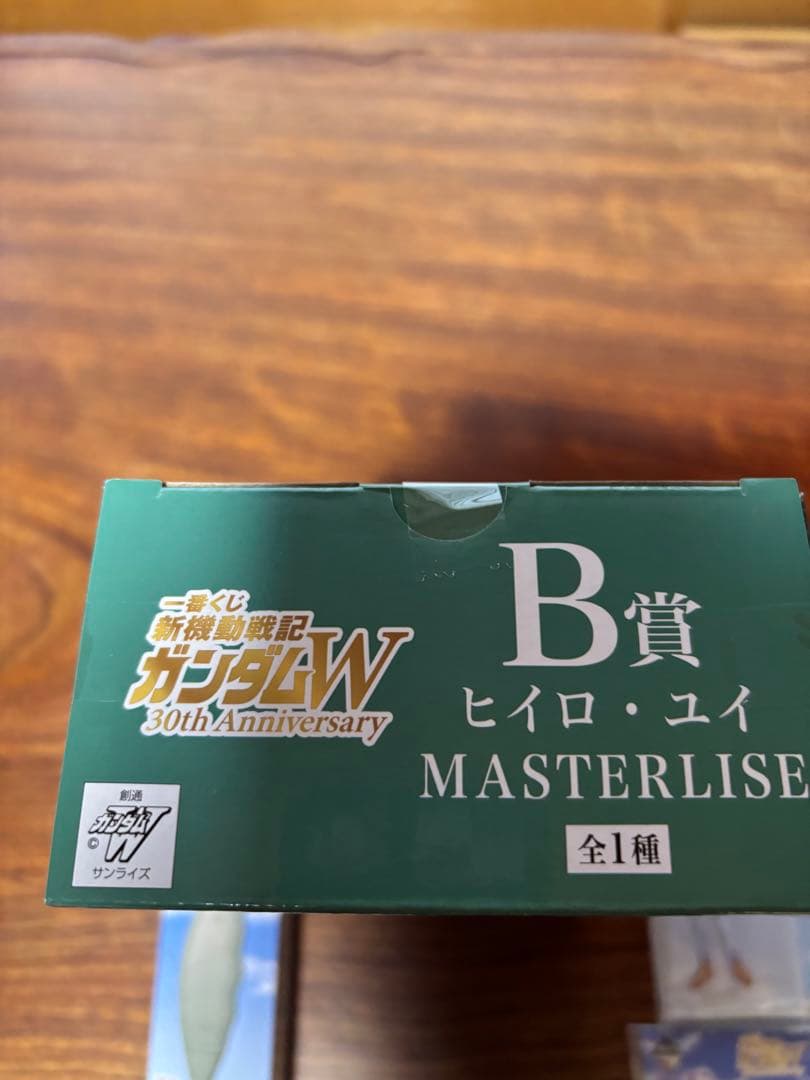 一番くじ
新機動戦記
ガンダムW
30th Anniversary
B賞
ヒイロ・ユイ
MASTERLISE
全1種
創通
ガンダムW
©
サンライズ